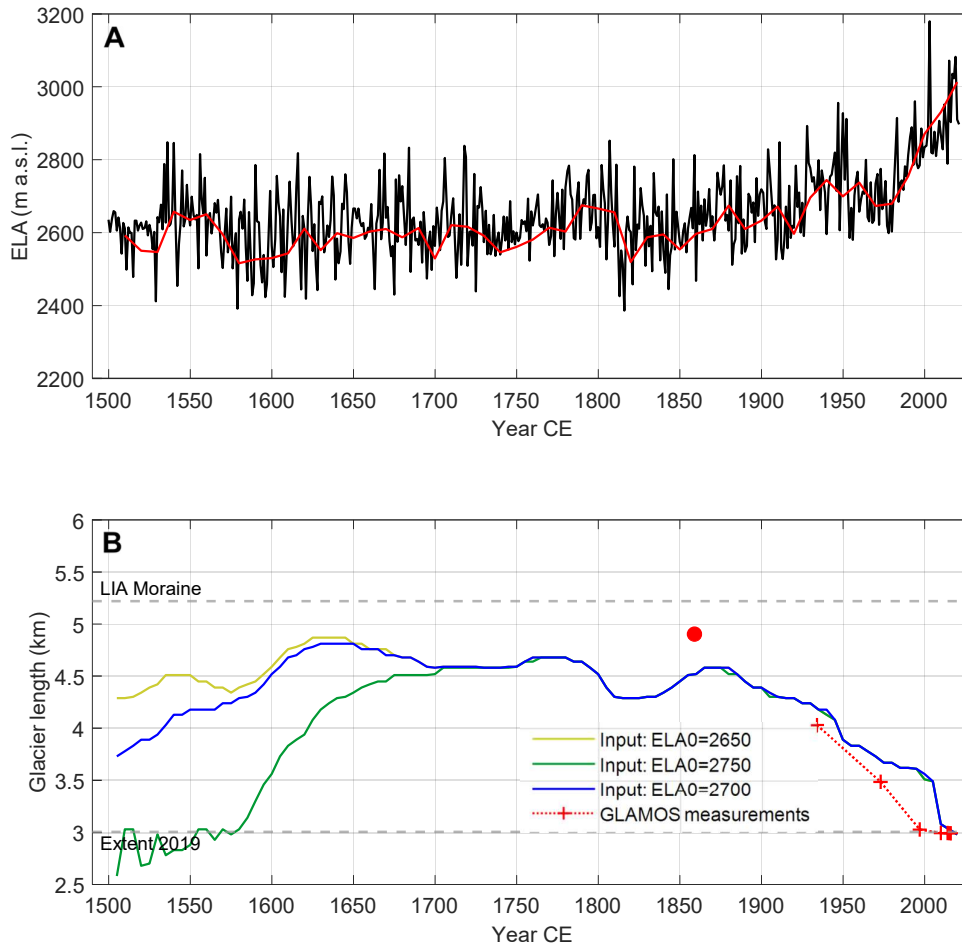 A
ELA (m a.s.l.)
3200
3000
2800
2600
2400
2200
1500 1550 1600 1650 1700 1750 1800 1850 1900 1950 2000
Year CE
B
Glacier length (km)
6
5.5
LIA Moraine
5
4.5
4
Input: ELA0=2650
Input: ELA0=2750
3.5
Input: ELA0=2700
GLAMOS measurements
3
Extent 2019
2.5
1500 1550 1600 1650 1700 1750 1800 1850 1900 1950 2000
Year CE